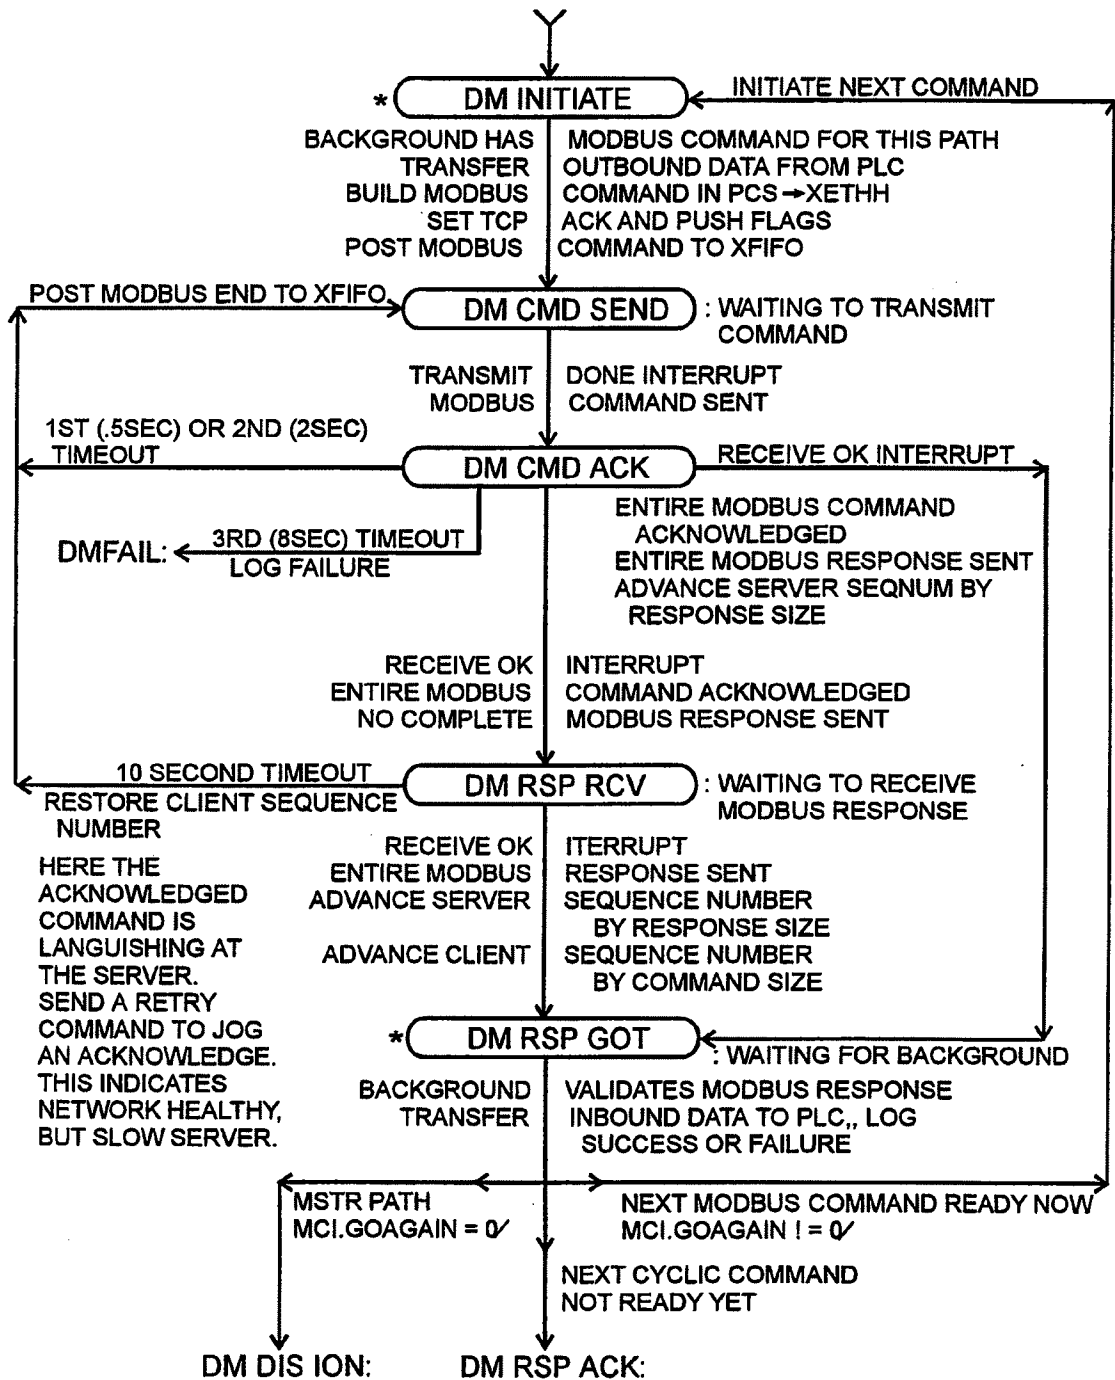 * DM INITIATE
INITIATE NEXT COMMAND
BACKGROUND HAS MODBUS COMMAND FOR THIS PATH
TRANSFER OUTBOUND DATA FROM PLC
BUILD MODBUS COMMAND IN PCS→XETHH
SET TCP ACK AND PUSH FLAGS
POST MODBUS COMMAND TO XFIFO
POST MODBUS END TO XFIFO
DM CMD SEND : WAITING TO TRANSMIT
COMMAND
TRANSMIT DONE INTERRUPT
MODBUS COMMAND SENT
1ST (.5SEC) OR 2ND (2SEC)
TIMEOUT
DM CMD ACK
RECEIVE OK INTERRUPT
ENTIRE MODBUS COMMAND
ACKNOWLEDGED
ENTIRE MODBUS RESPONSE SENT
ADVANCE SERVER SEQNUM BY
RESPONSE SIZE
DMFAIL:
3RD (8SEC) TIMEOUT
LOG FAILURE
RECEIVE OK INTERRUPT
ENTIRE MODBUS COMMAND ACKNOWLEDGED
NO COMPLETE MODBUS RESPONSE SENT
10 SECOND TIMEOUT
RESTORE CLIENT SEQUENCE
NUMBER
DM RSP RCV : WAITING TO RECEIVE
MODBUS RESPONSE
HERE THE
ACKNOWLEDGED
COMMAND IS
LANGUISHING AT
THE SERVER.
SEND A RETRY
COMMAND TO JOG
AN ACKNOWLEDGE.
THIS INDICATES
NETWORK HEALTHY,
BUT SLOW SERVER.
RECEIVE OK ITERRUPT
ENTIRE MODBUS RESPONSE SENT
ADVANCE SERVER SEQUENCE NUMBER
BY RESPONSE SIZE
ADVANCE CLIENT SEQUENCE NUMBER
BY COMMAND SIZE
* DM RSP GOT
: WAITING FOR BACKGROUND
BACKGROUND VALIDATES MODBUS RESPONSE
TRANSFER INBOUND DATA TO PLC,, LOG
SUCCESS OR FAILURE
MSTR PATH
MCI.GOAGAIN = 0/
NEXT MODBUS COMMAND READY NOW
MCI.GOAGAIN ! = 0/
NEXT CYCLIC COMMAND
NOT READY YET
DM DIS ION:
DM RSP ACK: